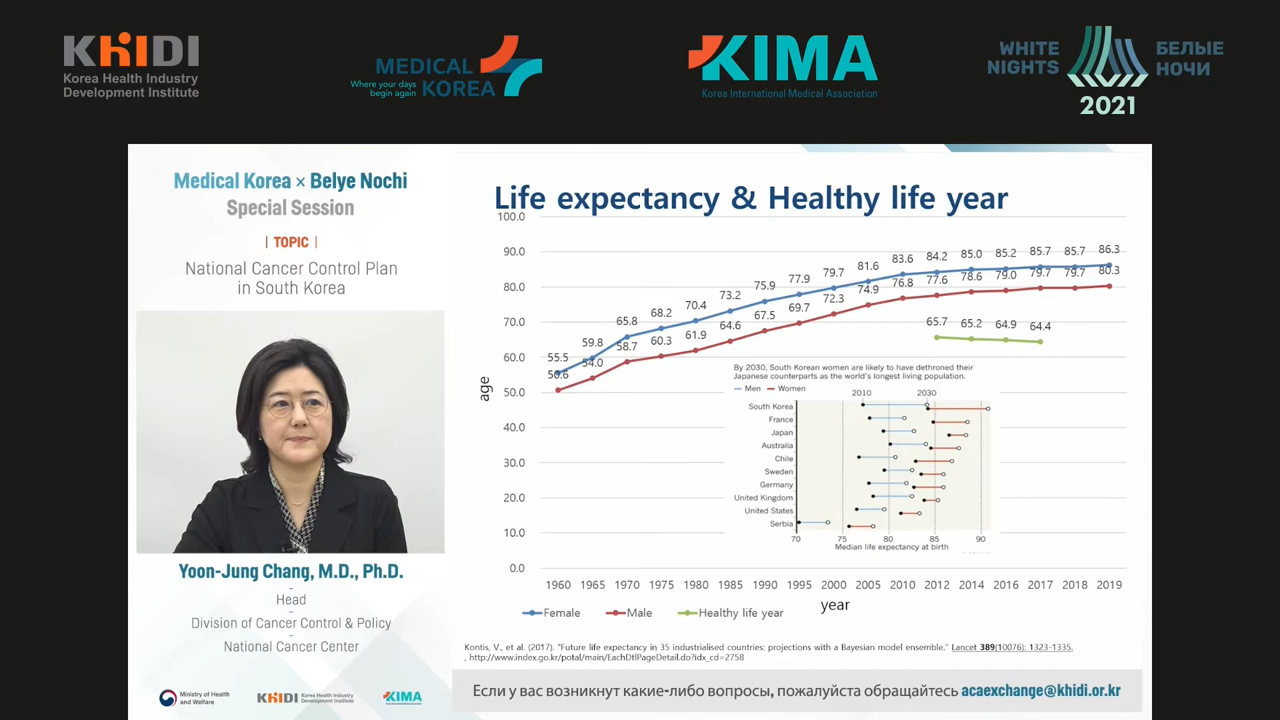 KHIDI
Korea Health Industry
Development Institute
MEDICAL
KOREA
Where your days
begin again
KIMA
Korea International Medical Association
WHITE
NIGHTS
БЕЛЫЕ
НОЧИ
2021
Medical Korea × Belye Nochi
Special Session
| TOPIC |
National Cancer Control Plan
in South Korea
Yoon-Jung Chang, M.D., Ph.D.
Head
Division of Cancer Control & Policy
National Cancer Center
Ministry of Health
and Welfare
KHIDI
Korea Health Industry
Development Institute
KIMA
Life expectancy & Healthy life year
100.0
90.0
80.0
70.0
60.0
50.0
40.0
30.0
20.0
10.0
0.0
age
55.5 59.8 65.8 68.2 70.4 73.2 75.9 77.9 79.7 81.6 83.6 84.2 85.0 85.2 85.7 85.7 86.3
50.6 54.0 58.7 60.3 61.9 64.6 67.5 69.7 72.3 74.9 76.8 77.6 78.6 79.0 79.7 79.7 80.3
65.7 65.2 64.9 64.4
By 2030, South Korean women are likely to have dethroned their
Japanese counterparts as the world's longest living population.
Men Women
2010 2030
South Korea
France
Japan
Australia
Chile
Sweden
Germany
United Kingdom
United States
Serbia
70 75 80 85 90
Median life expectancy at birth
1960 1965 1970 1975 1980 1985 1990 1995 2000 2005 2010 2012 2014 2016 2017 2018 2019
year
Female Male Healthy life year
Kontis, V., et al. (2017). "Future life expectancy in 35 industrialised countries: projections with a Bayesian model ensemble." Lancet 389(10076): 1323-1335.
, http://www.index.go.kr/potal/main/EachDtlPageDetail.do?idx_cd=2758
Если у вас возникнут какие-либо вопросы, пожалуйста обращайтесь acaexchange@khidi.or.kr